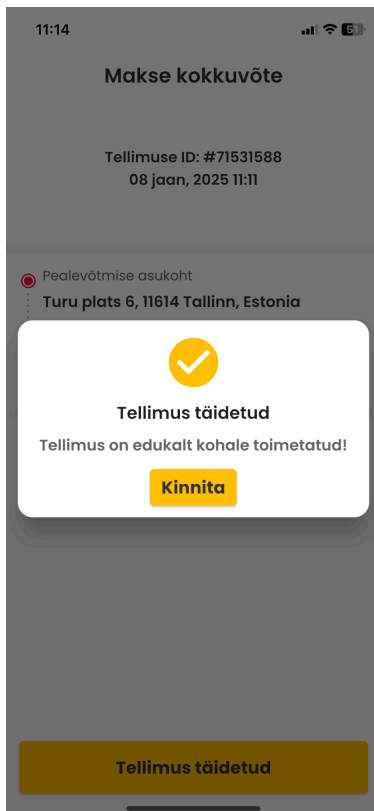 11:14
51
Makse kokkuvõte
Tellimuse ID: #71531588
08 jaan, 2025 11:11
Pealevõtmise asukoht
Turu plats 6, 11614 Tallinn, Estonia
Tellimus täidetud
Tellimus on edukalt kohale toimetatud!
Kinnita
Tellimus täidetud